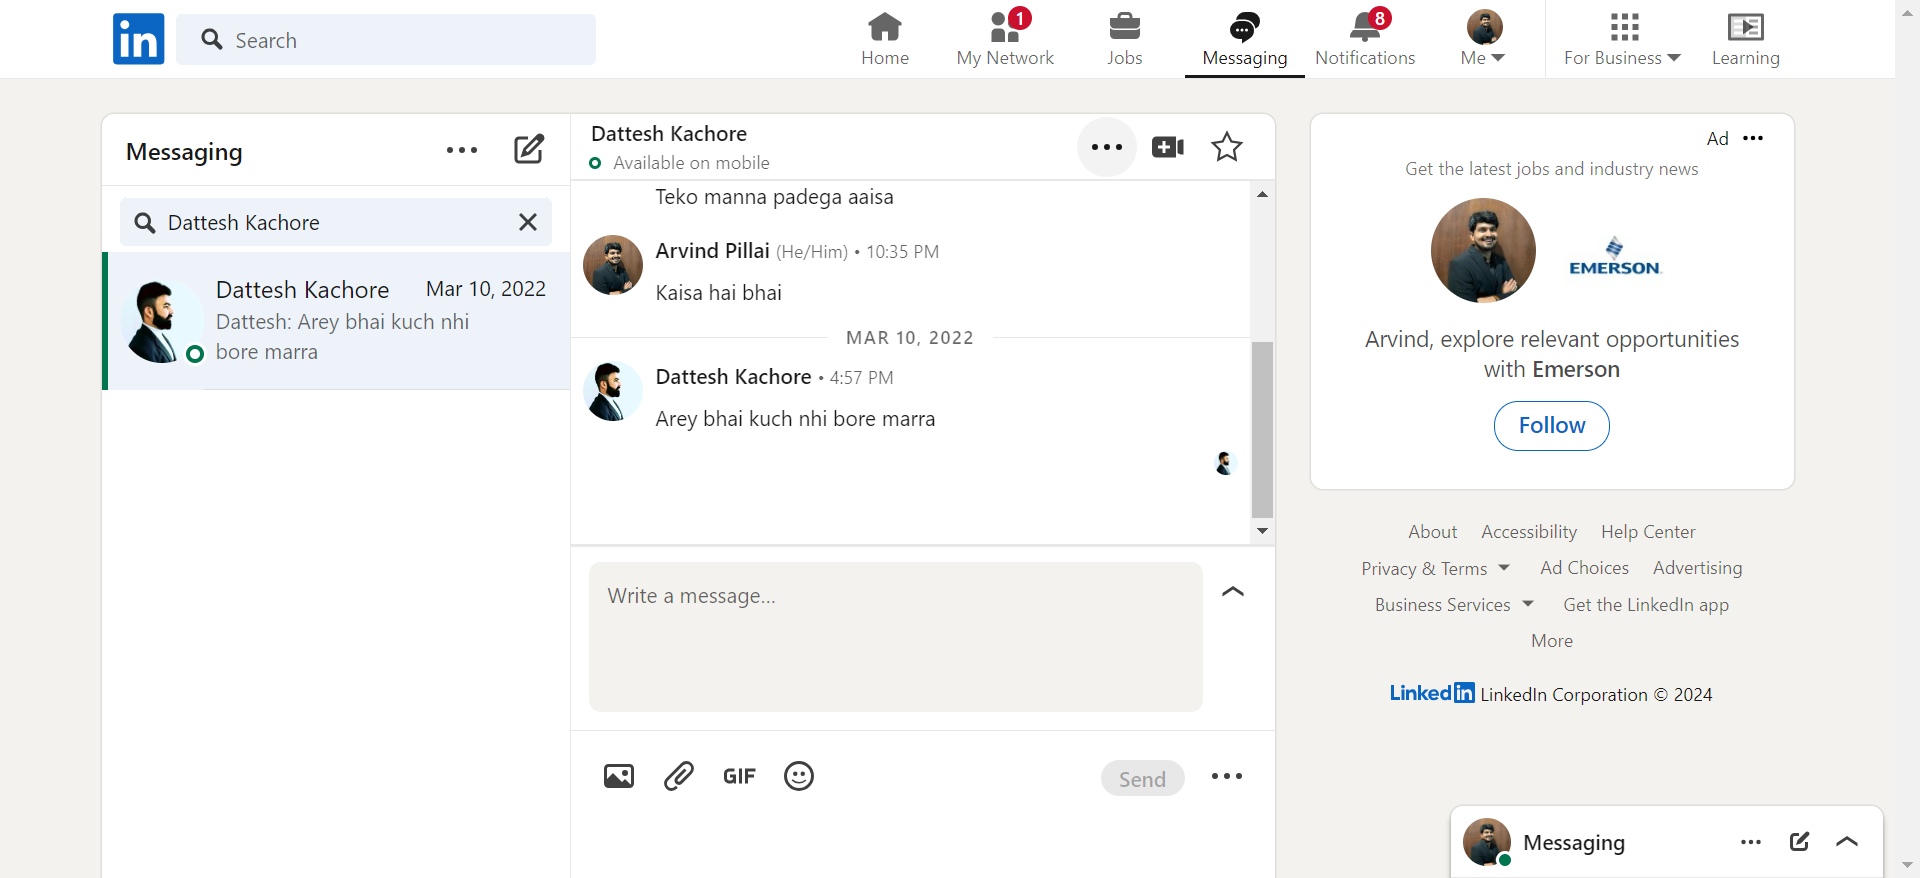 in
Search
Home
My Network
1
Jobs
Messaging
Notifications
8
Me
For Business
Learning
Messaging
Dattesh Kachore
Dattesh Kachore
Mar 10, 2022
Dattesh: Arey bhai kuch nhi
bore marra
Dattesh Kachore
Available on mobile
Teko manna padega aaisa
Arvind Pillai (He/Him) • 10:35 PM
Kaisa hai bhai
MAR 10, 2022
Dattesh Kachore • 4:57 PM
Arey bhai kuch nhi bore marra
Write a message...
GIF
Send
Ad
Get the latest jobs and industry news
EMERSON
Arvind, explore relevant opportunities
with Emerson
Follow
About Accessibility Help Center
Privacy & Terms Ad Choices Advertising
Business Services Get the LinkedIn app
More
LinkedIn LinkedIn Corporation © 2024
Messaging